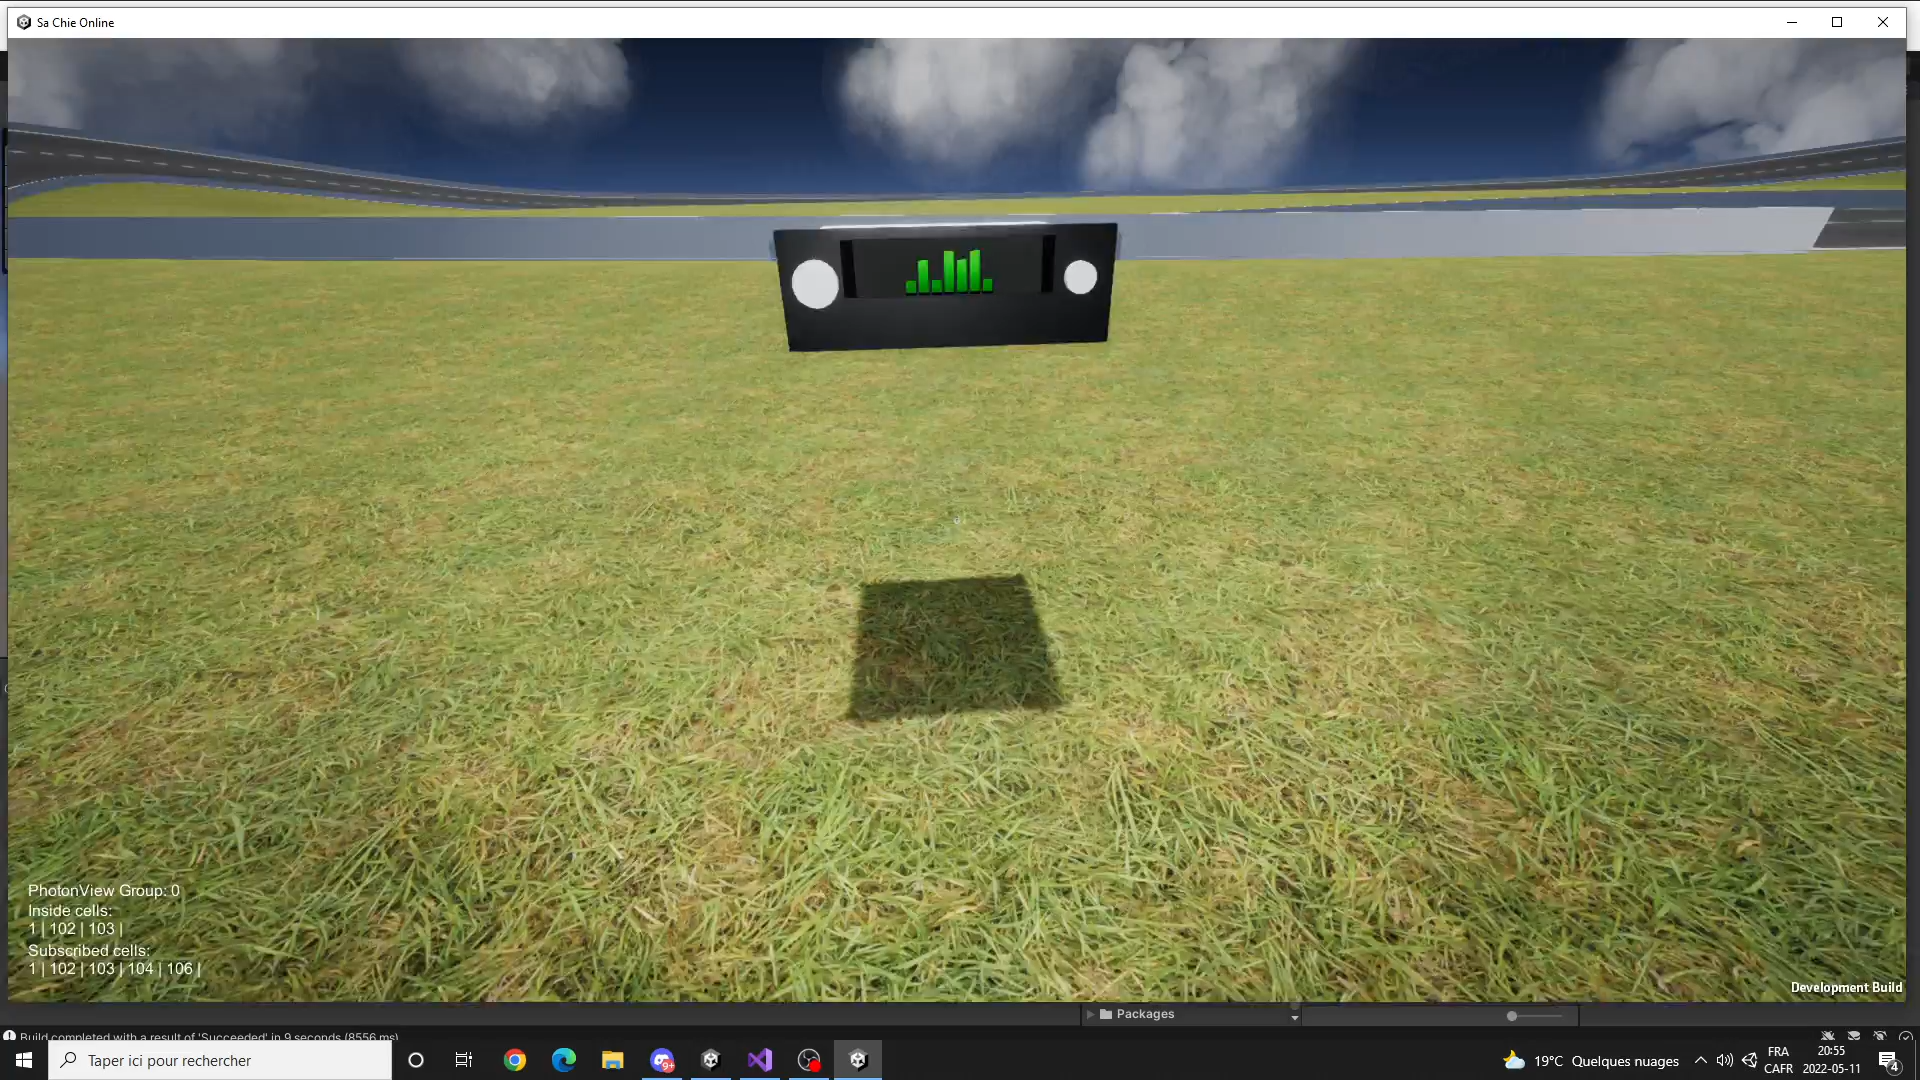 Sa Chie Online
PhotonView Group: 0
Inside cells:
1 | 102 | 103 |
Subscribed cells:
1 | 102 | 103 | 104 | 106 |
Development Build
Packages
Build completed with a result of 'Succeeded' in 9 seconds (8556 ms)
Taper ici pour rechercher
9+
19°C Quelques nuages
FRA
CAFR
20:55
2022-05-11
4